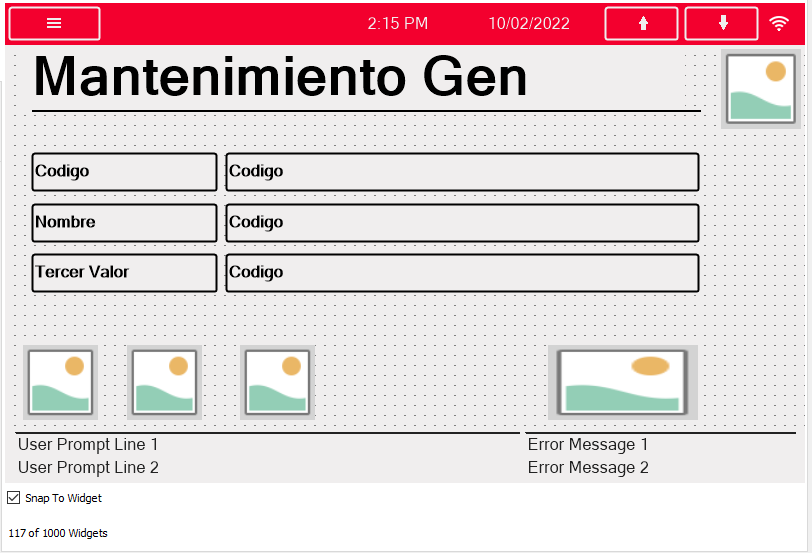 2:15 PM 10/02/2022
Mantenimiento Gen
Codigo Codigo
Nombre Codigo
Tercer Valor Codigo
User Prompt Line 1 Error Message 1
User Prompt Line 2 Error Message 2
Snap To Widget
117 of 1000 Widgets